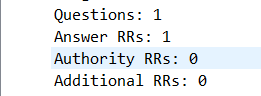 Questions: 1
Answer RRs: 1
Authority RRs: 0
Additional RRs: 0